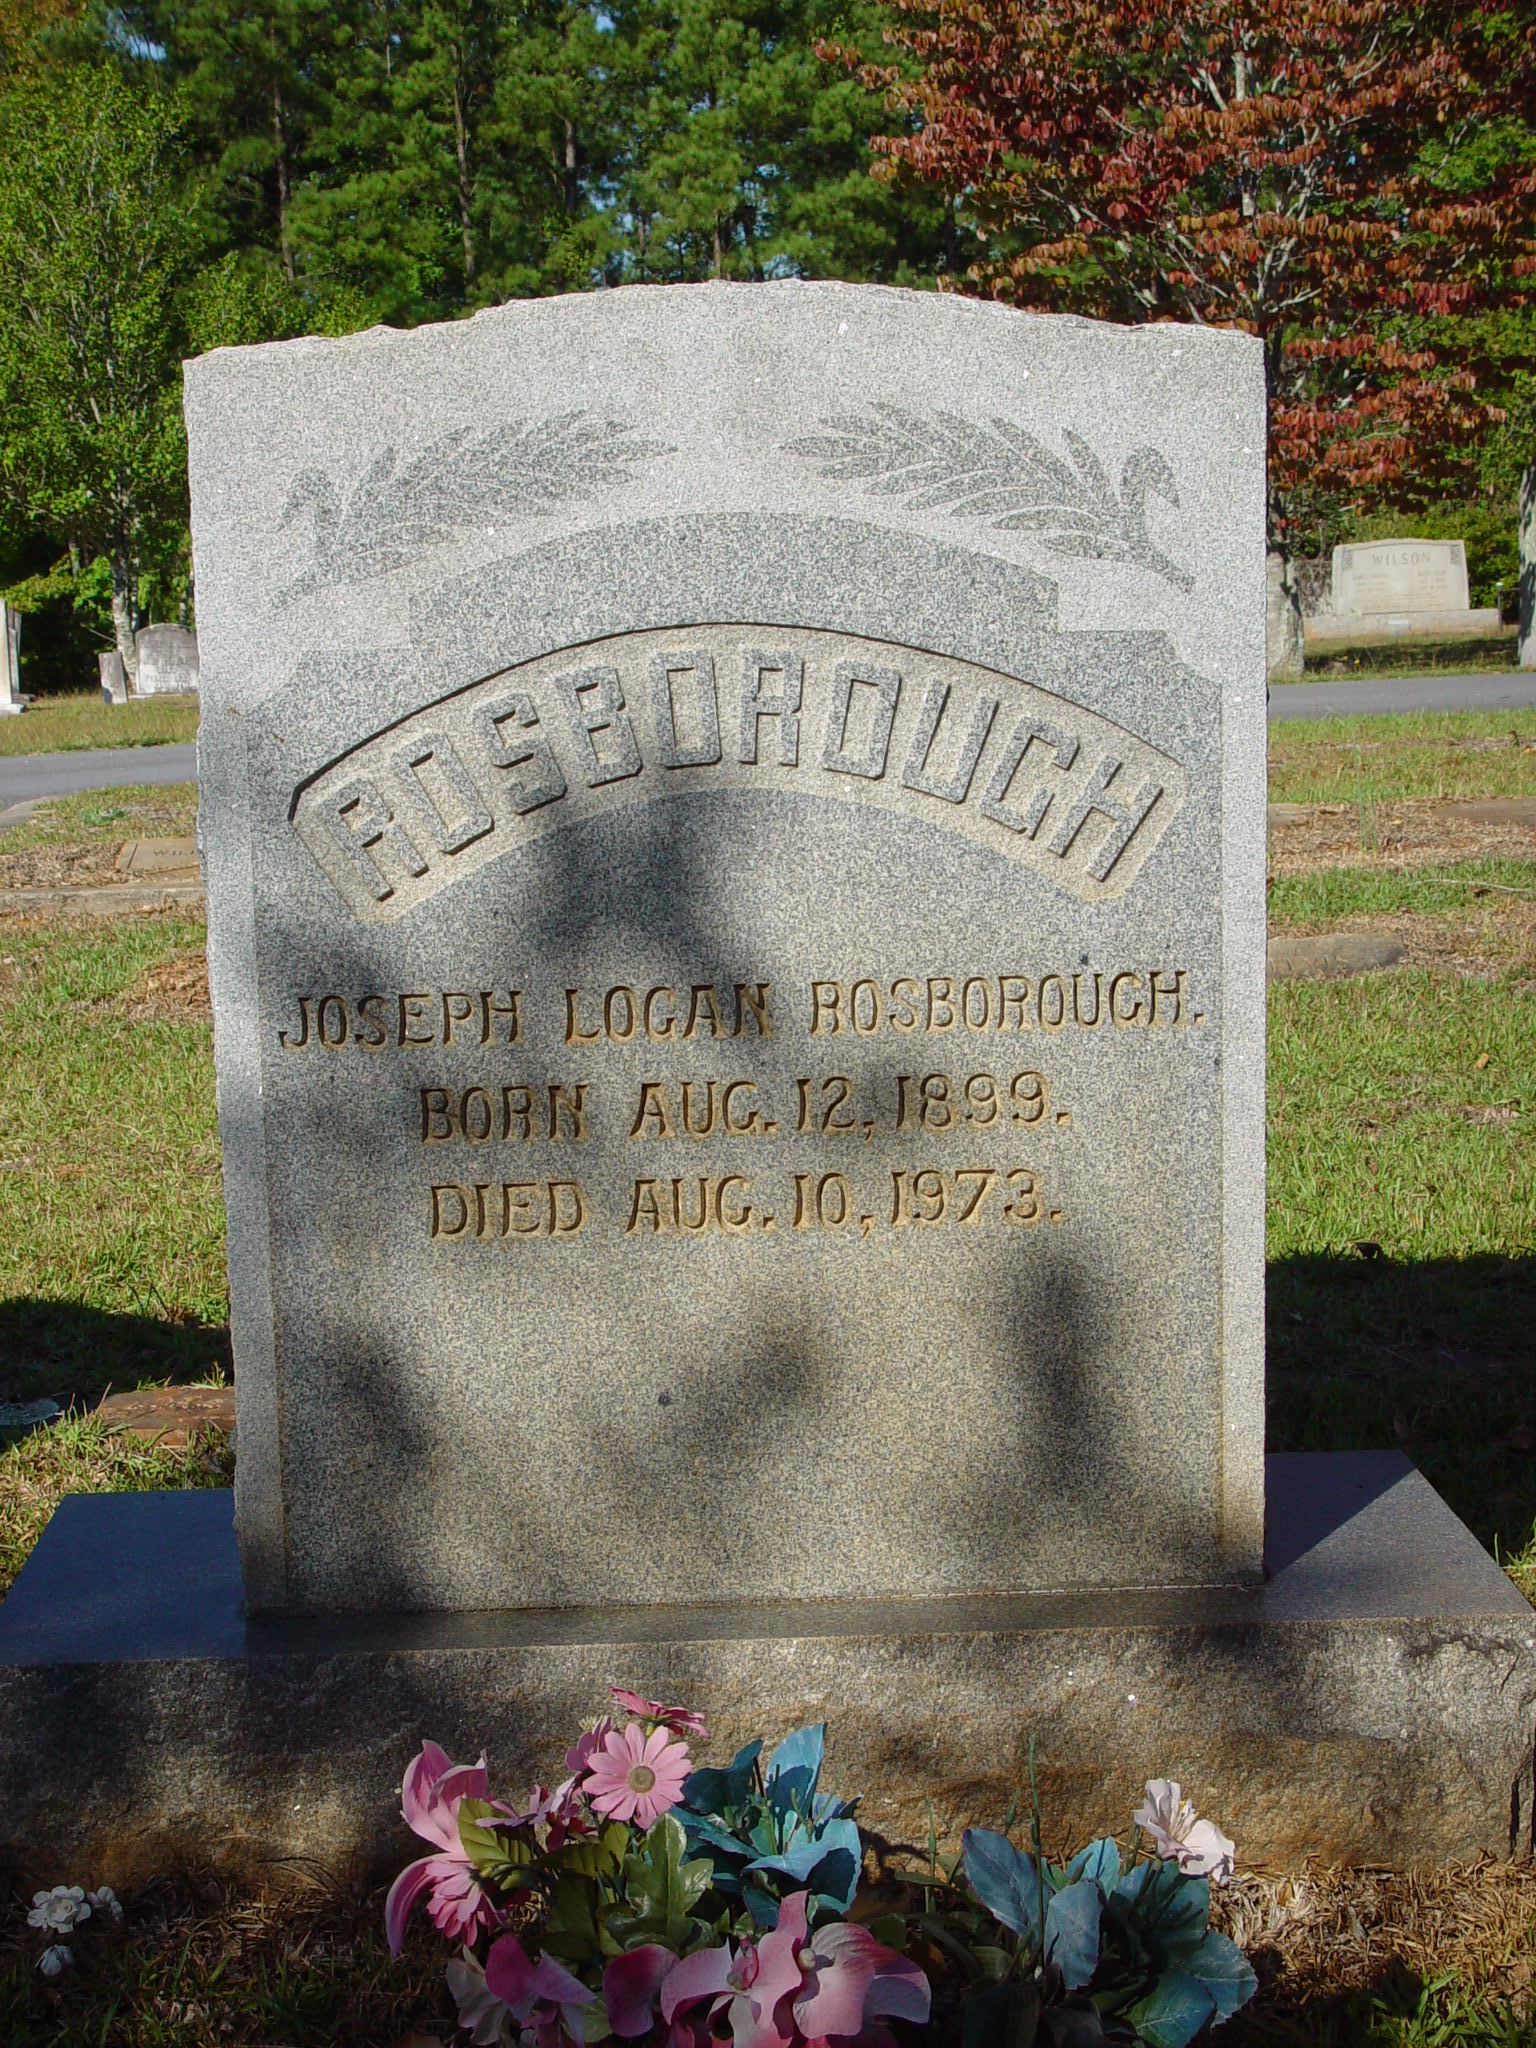 ROSBOROUGH
JOSEPH LOGAN ROSBOROUGH.
BORN AUG. 12, 1899.
DIED AUG. 10, 1973.
WILSON